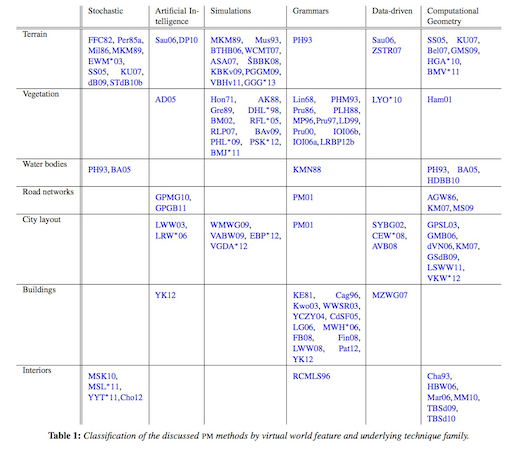 Stochastic Artificial In- Simulations Grammars Data-driven Computational
telligence Geometry
Terrain FFC82, Per85a, Sau06,DP10 MKM89, Mus93, PH93 Sau06, SS05, KU07,
Mil86, MKM89, BTHB06, WCMT07, ZSTR07 Bel07, GMS09,
EWM*03, ASA07, ŠBBK08, HGA*10,
SS05, KU07, KBKv09, PGGM09, BMV*11
dB09, STdB10b VBHv11, GGG*13
Vegetation AD05 Hon71, AK88, Lin68, PHM93, LYO*10 Ham01
Gre89, DHL*98, Pru86, PLH88,
BM02, RFL*05, MP96,Pru97,LD99,
RLP07, BAv09, Pru00, IOI06b,
PHL*09, PSK*12, IOI06a, LRBP12b
BMJ*11
Water bodies PH93, BA05 KMN88 PH93, BA05,
HDBB10
Road networks GPMG10, PM01 AGW86,
GPGB11 KM07, MS09
City layout LWW03, WMWG09, PM01 SYBG02, GPSL03,
LRW*06 VABW09, EBP*12, CEW*08, GMB06,
VGDA*12 AVB08 dVN06, KM07,
GSdB09,
LSWW11,
VKW*12
Buildings YK12 KE81, Cag96, MZWG07
Kwo03, WWSR03,
YCZY04, CdSF05,
LG06, MWH*06,
FB08, Fin08,
LWW08, Pat12,
YK12
Interiors MSK10, RCMLS96 Cha93,
MSL*11, HBW06,
YYT*11,Cho12 Mar06, MM10,
TBSd09,
TBSd10
Table 1: Classification of the discussed PM methods by virtual world feature and underlying technique family.